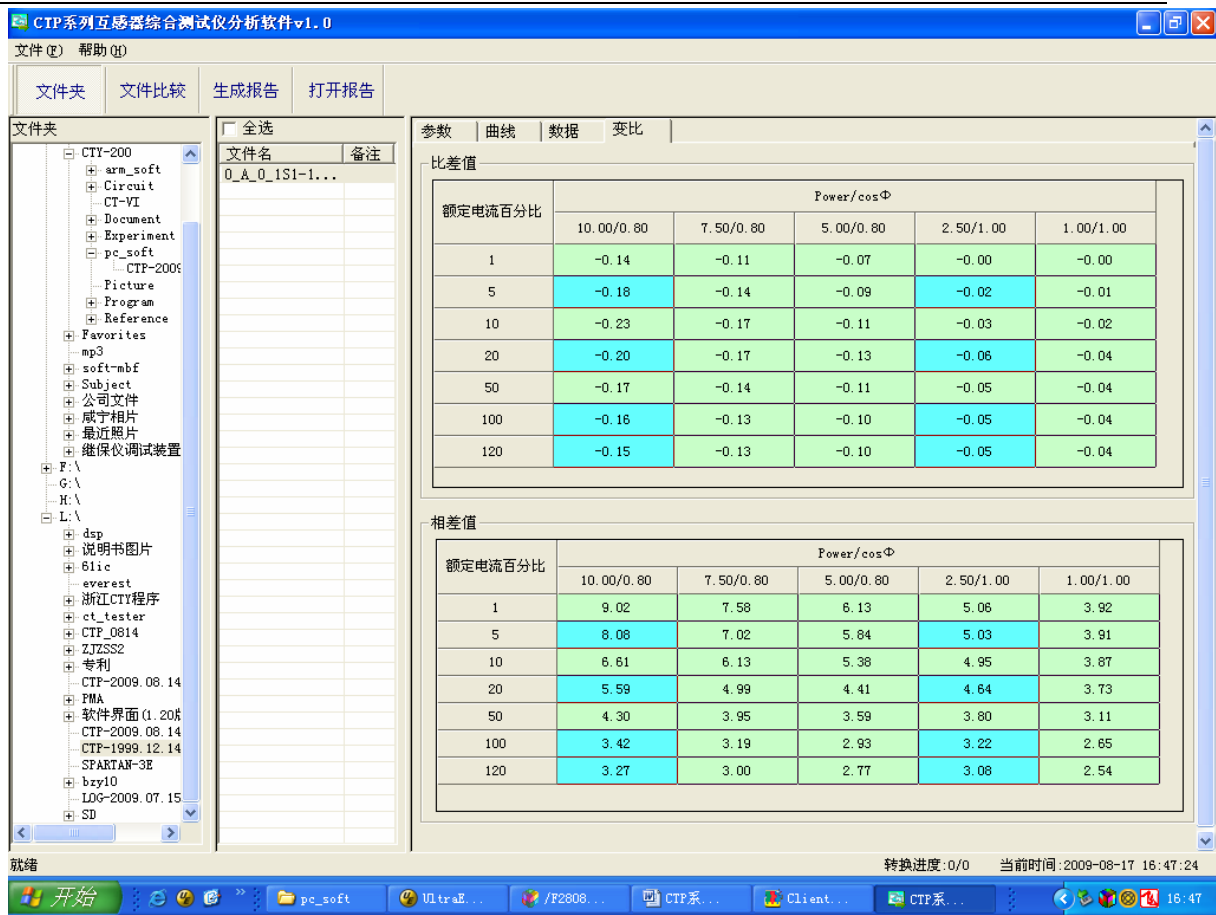 CTP系列互感器综合测试仪分析软件v1.0
文件(F) 帮助(H)
文件夹 文件比较 生成报告 打开报告
文件夹
CTY-200
arm_soft
Circuit
CT-VI
Document
Experiment
pc_soft
CTP-2009
Picture
Program
Reference
Favorites
mp3
soft-mbf
Subject
公司文件
咸宁相片
最近照片
继保仪调试装置
F:\
G:\
H:\
L:\
dsp
说明书图片
61ic
everest
浙江CTY程序
ct_tester
CTP_0814
ZJZSS2
专利
CTP-2009.08.14
PMA
软件界面(1.20版
CTP-2009.08.14
CTP-1999.12.14
SPARTAN-3E
bzy10
LOG-2009.07.15
SD
全选
文件名 备注
0_A_0_1S1-1...
参数 曲线 数据 变比
比差值
额定电流百分比 Power/cosΦ
10.00/0.80 7.50/0.80 5.00/0.80 2.50/1.00 1.00/1.00
1 -0.14 -0.11 -0.07 -0.00 -0.00
5 -0.18 -0.14 -0.09 -0.02 -0.01
10 -0.23 -0.17 -0.11 -0.03 -0.02
20 -0.20 -0.17 -0.13 -0.06 -0.04
50 -0.17 -0.14 -0.11 -0.05 -0.04
100 -0.16 -0.13 -0.10 -0.05 -0.04
120 -0.15 -0.13 -0.10 -0.05 -0.04
相差值
额定电流百分比 Power/cosΦ
10.00/0.80 7.50/0.80 5.00/0.80 2.50/1.00 1.00/1.00
1 9.02 7.58 6.13 5.06 3.92
5 8.08 7.02 5.84 5.03 3.91
10 6.61 6.13 5.38 4.95 3.87
20 5.59 4.99 4.41 4.64 3.73
50 4.30 3.95 3.59 3.80 3.11
100 3.42 3.19 2.93 3.22 2.65
120 3.27 3.00 2.77 3.08 2.54
就绪 转换进度:0/0 当前时间:2009-08-17 16:47:24
开始 pc_soft UltraE... /F2808... CTP系... Client... CTP系... 16:47